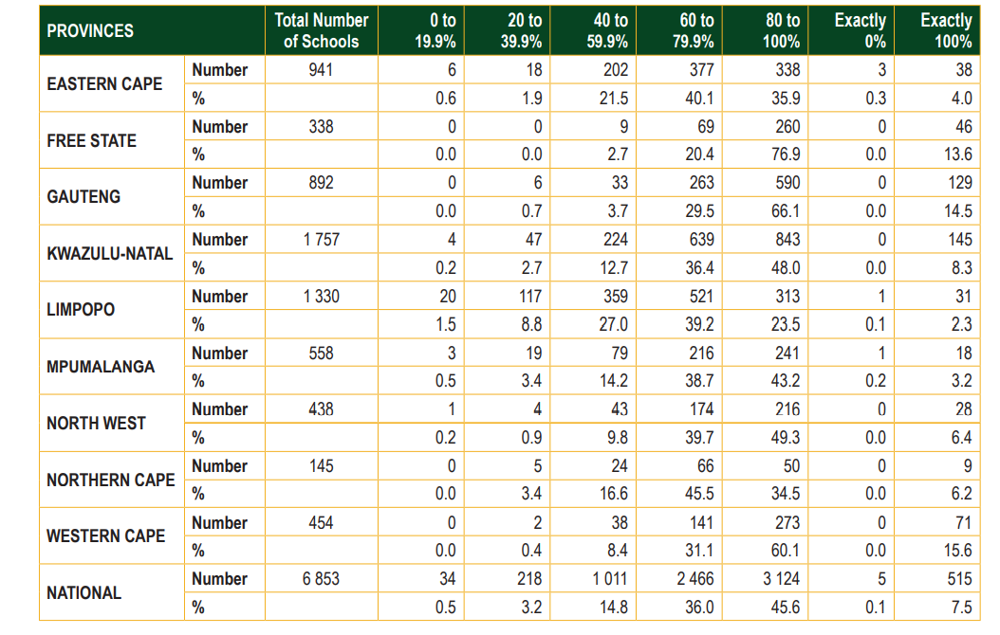 PROVINCES Total Number of Schools 0 to 19.9% 20 to 39.9% 40 to 59.9% 60 to 79.9% 80 to 100% Exactly 0% Exactly 100%
EASTERN CAPE Number 941 6 18 202 377 338 3 38
% 0.6 1.9 21.5 40.1 35.9 0.3 4.0
FREE STATE Number 338 0 0 9 69 260 0 46
% 0.0 0.0 2.7 20.4 76.9 0.0 13.6
GAUTENG Number 892 0 6 33 263 590 0 129
% 0.0 0.7 3.7 29.5 66.1 0.0 14.5
KWAZULU-NATAL Number 1 757 4 47 224 639 843 0 145
% 0.2 2.7 12.7 36.4 48.0 0.0 8.3
LIMPOPO Number 1 330 20 117 359 521 313 1 31
% 1.5 8.8 27.0 39.2 23.5 0.1 2.3
MPUMALANGA Number 558 3 19 79 216 241 1 18
% 0.5 3.4 14.2 38.7 43.2 0.2 3.2
NORTH WEST Number 438 1 4 43 174 216 0 28
% 0.2 0.9 9.8 39.7 49.3 0.0 6.4
NORTHERN CAPE Number 145 0 5 24 66 50 0 9
% 0.0 3.4 16.6 45.5 34.5 0.0 6.2
WESTERN CAPE Number 454 0 2 38 141 273 0 71
% 0.0 0.4 8.4 31.1 60.1 0.0 15.6
NATIONAL Number 6 853 34 218 1 011 2 466 3 124 5 515
% 0.5 3.2 14.8 36.0 45.6 0.1 7.5